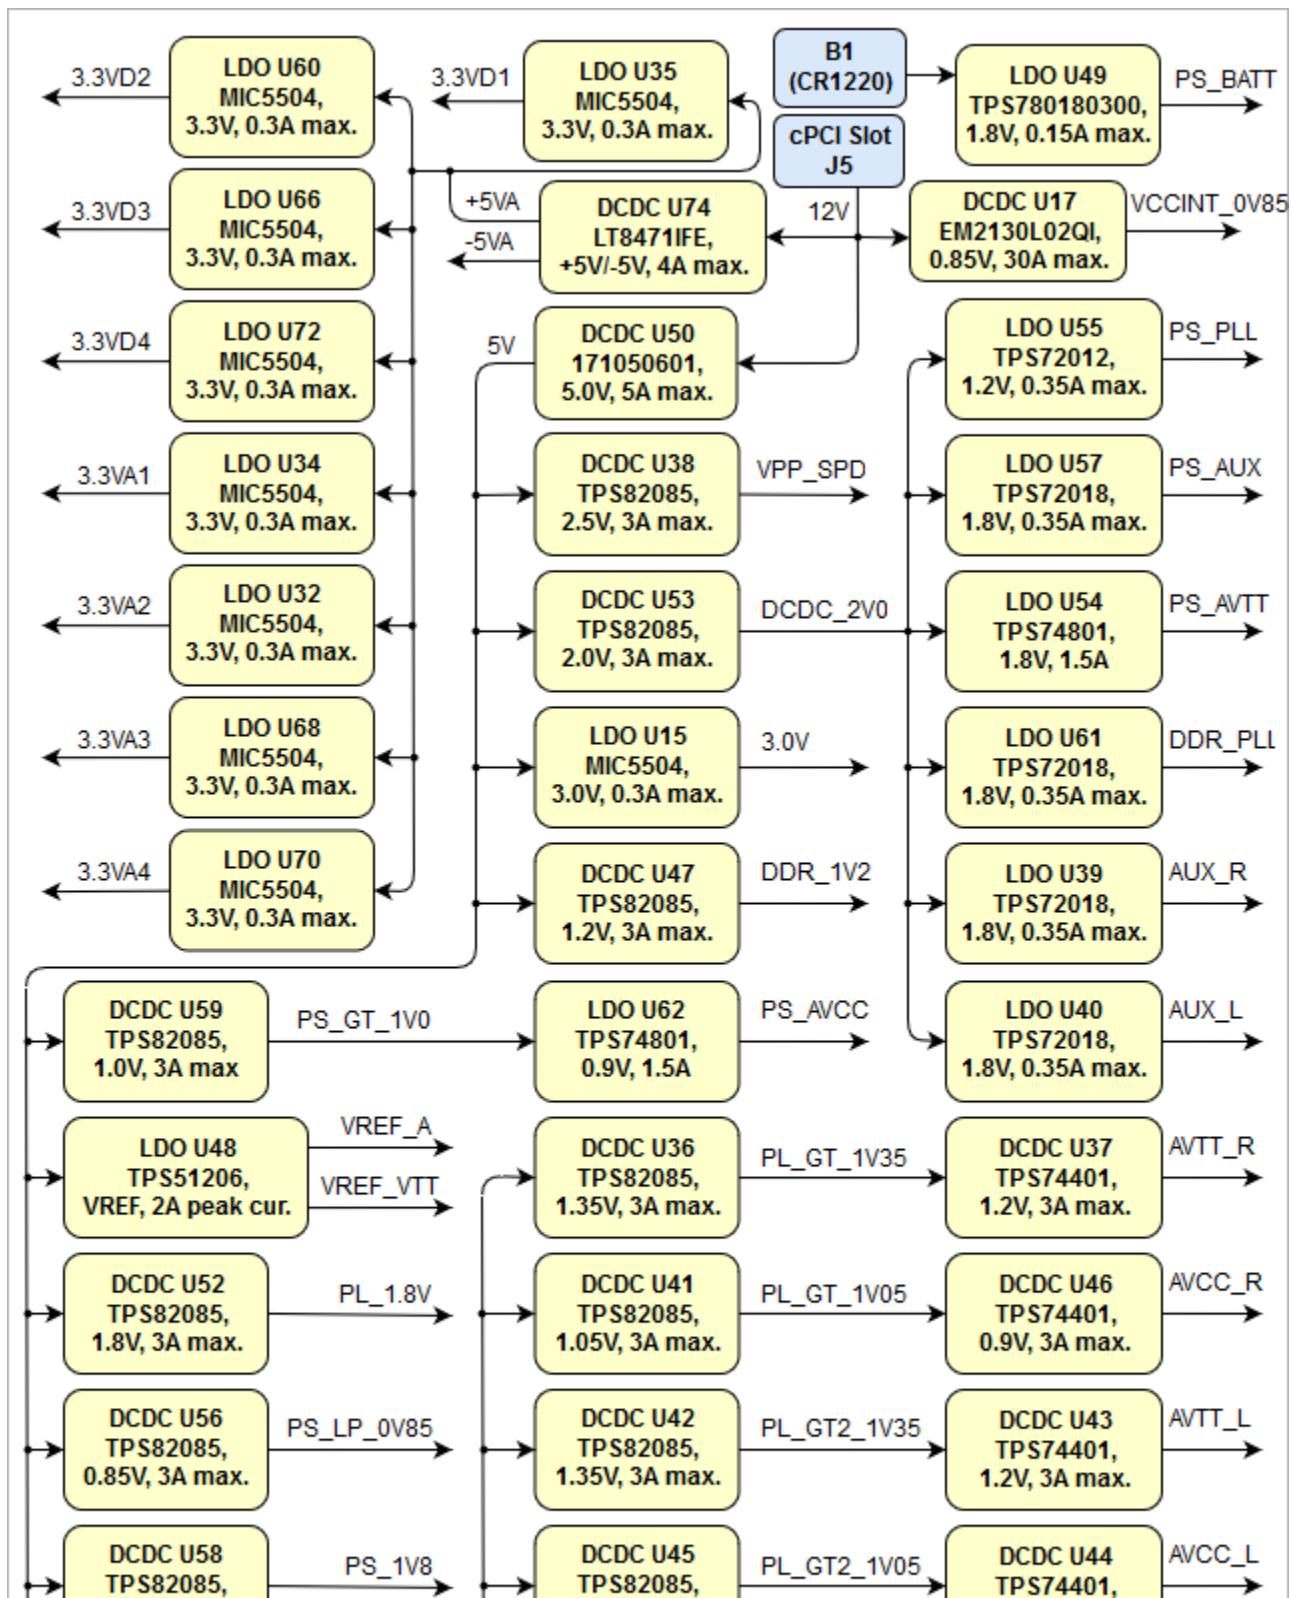 3.3VD2
LDO U60
MIC5504,
3.3V, 0.3A max.
3.3VD1
LDO U35
MIC5504,
3.3V, 0.3A max.
B1
(CR1220)
LDO U49
TPS780180300,
1.8V, 0.15A max.
PS_BATT
cPCI Slot
J5
3.3VD3
LDO U66
MIC5504,
3.3V, 0.3A max.
+5VA
-5VA
DCDC U74
LT8471IFE,
+5V/-5V, 4A max.
12V
DCDC U17
EM2130L02QI,
0.85V, 30A max.
VCCINT_0V85
3.3VD4
LDO U72
MIC5504,
3.3V, 0.3A max.
5V
DCDC U50
171050601,
5.0V, 5A max.
LDO U55
TPS72012,
1.2V, 0.35A max.
PS_PLL
3.3VA1
LDO U34
MIC5504,
3.3V, 0.3A max.
DCDC U38
TPS82085,
2.5V, 3A max.
VPP_SPD
LDO U57
TPS72018,
1.8V, 0.35A max.
PS_AUX
3.3VA2
LDO U32
MIC5504,
3.3V, 0.3A max.
DCDC U53
TPS82085,
2.0V, 3A max.
DCDC_2V0
LDO U54
TPS74801,
1.8V, 1.5A
PS_AVTT
3.3VA3
LDO U68
MIC5504,
3.3V, 0.3A max.
LDO U15
MIC5504,
3.0V, 0.3A max.
3.0V
LDO U61
TPS72018,
1.8V, 0.35A max.
DDR_PLL
3.3VA4
LDO U70
MIC5504,
3.3V, 0.3A max.
DCDC U47
TPS82085,
1.2V, 3A max.
DDR_1V2
LDO U39
TPS72018,
1.8V, 0.35A max.
AUX_R
DCDC U59
TPS82085,
1.0V, 3A max
PS_GT_1V0
LDO U62
TPS74801,
0.9V, 1.5A
PS_AVCC
LDO U40
TPS72018,
1.8V, 0.35A max.
AUX_L
LDO U48
TPS51206,
VREF, 2A peak cur.
VREF_A
VREF_VTT
DCDC U36
TPS82085,
1.35V, 3A max.
PL_GT_1V35
DCDC U37
TPS74401,
1.2V, 3A max.
AVTT_R
DCDC U52
TPS82085,
1.8V, 3A max.
PL_1.8V
DCDC U41
TPS82085,
1.05V, 3A max.
PL_GT_1V05
DCDC U46
TPS74401,
0.9V, 3A max.
AVCC_R
DCDC U56
TPS82085,
0.85V, 3A max.
PS_LP_0V85
DCDC U42
TPS82085,
1.35V, 3A max.
PL_GT2_1V35
DCDC U43
TPS74401,
1.2V, 3A max.
AVTT_L
DCDC U58
TPS82085,
PS_1V8
DCDC U45
TPS82085,
PL_GT2_1V05
DCDC U44
TPS74401,
AVCC_L